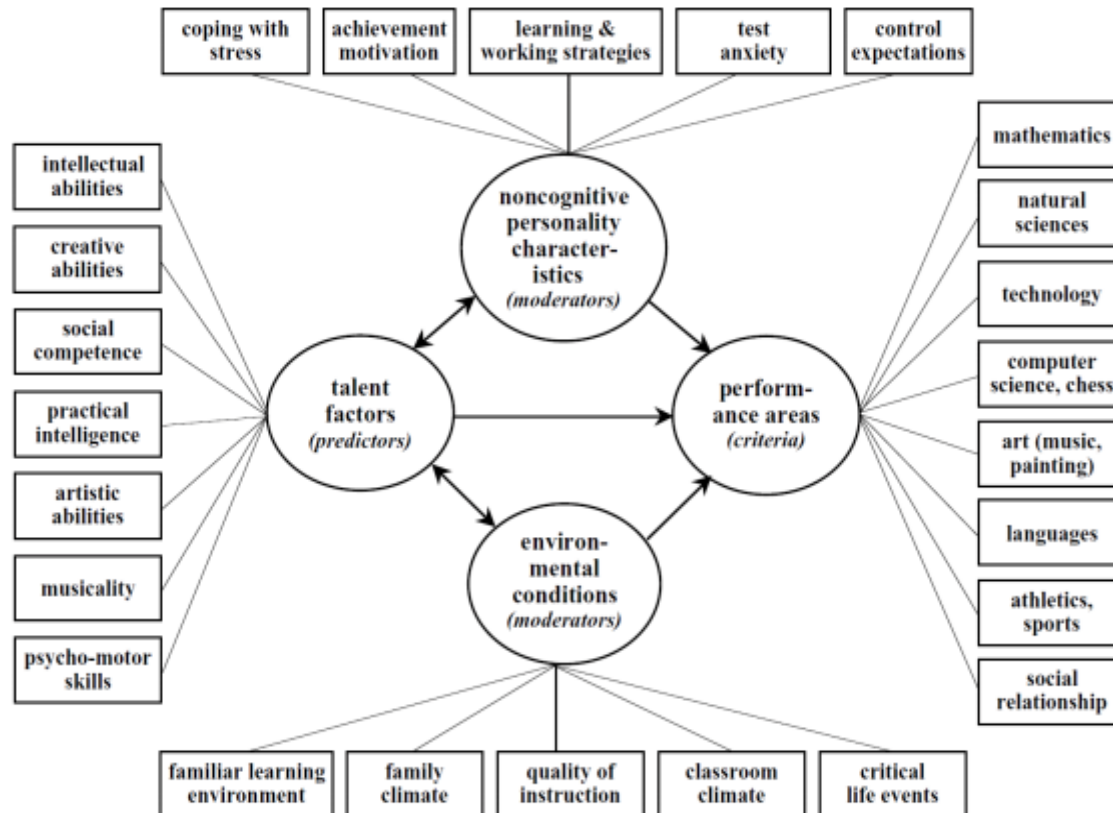 coping with
stress
achievement
motivation
learning &
working strategies
test
anxiety
control
expectations
intellectual
abilities
creative
abilities
social
competence
practical
intelligence
artistic
abilities
musicality
psycho-motor
skills
noncognitive
personality
character-
istics
(moderators)
talent
factors
(predictors)
perform-
ance areas
(criteria)
environ-
mental
conditions
(moderators)
mathematics
natural
sciences
technology
computer
science, chess
art (music,
painting)
languages
athletics,
sports
social
relationship
familiar learning
environment
family
climate
quality of
instruction
classroom
climate
critical
life events